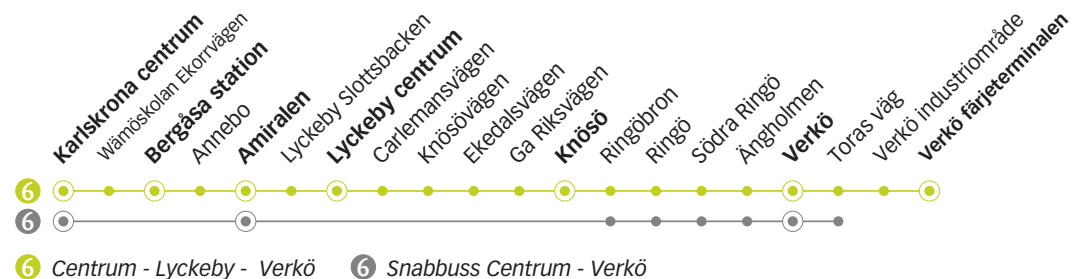 Karlskrona centrum
Wämöskolan Ekorrvägen
Bergåsa station
Annebo
Amiralen
Lyckeby Slottsbacken
Lyckeby centrum
Carlemansvägen
Knösövägen
Ekedalsvägen
Ga Riksvägen
Knösö
Ringöbron
Ringö
Södra Ringö
Ängholmen
Verkö
Toras väg
Verkö industriområde
Verkö färjeterminalen
6
6
6 Centrum - Lyckeby - Verkö
6 Snabbuss Centrum - Verkö